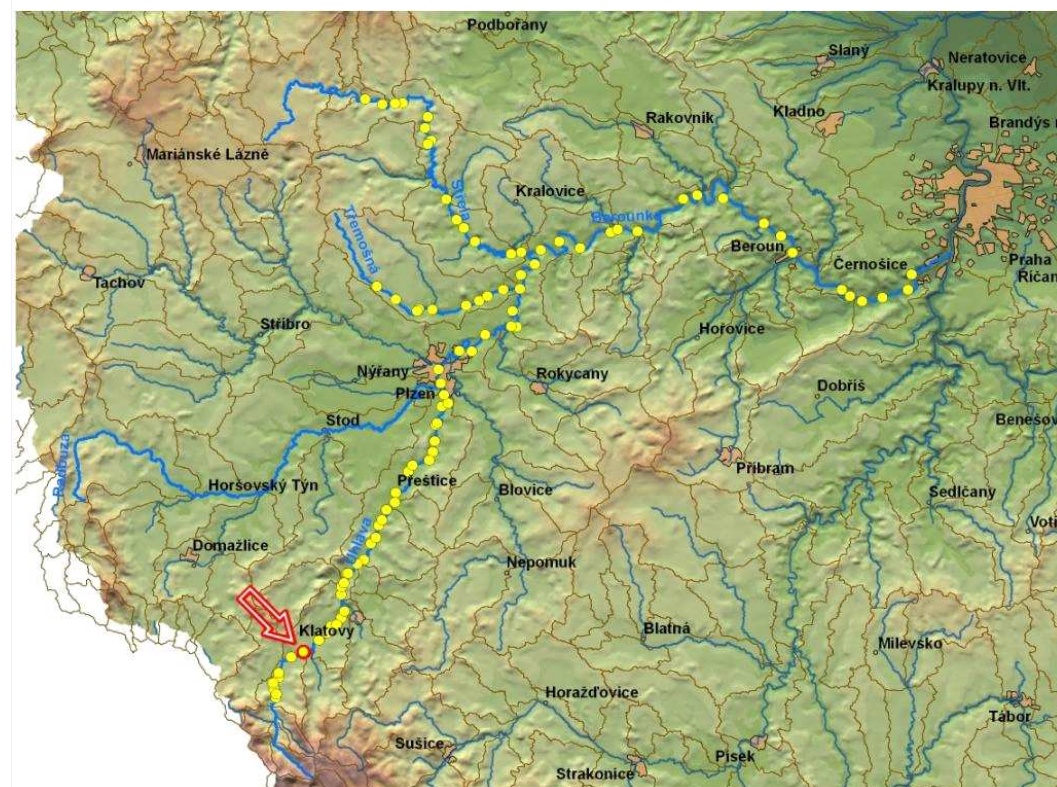 Podbořany
Slaný
Neratovice
Kralupy n. Vlt.
Kladno
Rakovník
Brandýs n
Mariánské Lázně
Kralovice
Střela
Berounka
Třemošná
Beroun
Černošice
Praha
Říčan
Tachov
Stříbro
Hořovice
Nýřany
Rokycany
Plzeň
Dobříš
Stod
Benešov
Radbuza
Příbram
Horšovský Týn
Přeštice
Blovice
Sedlčany
Voti
Úhlava
Domažlice
Nepomuk
Klatovy
Blatná
Milevsko
Horažďovice
Tábor
Sušice
Písek
Strakonice